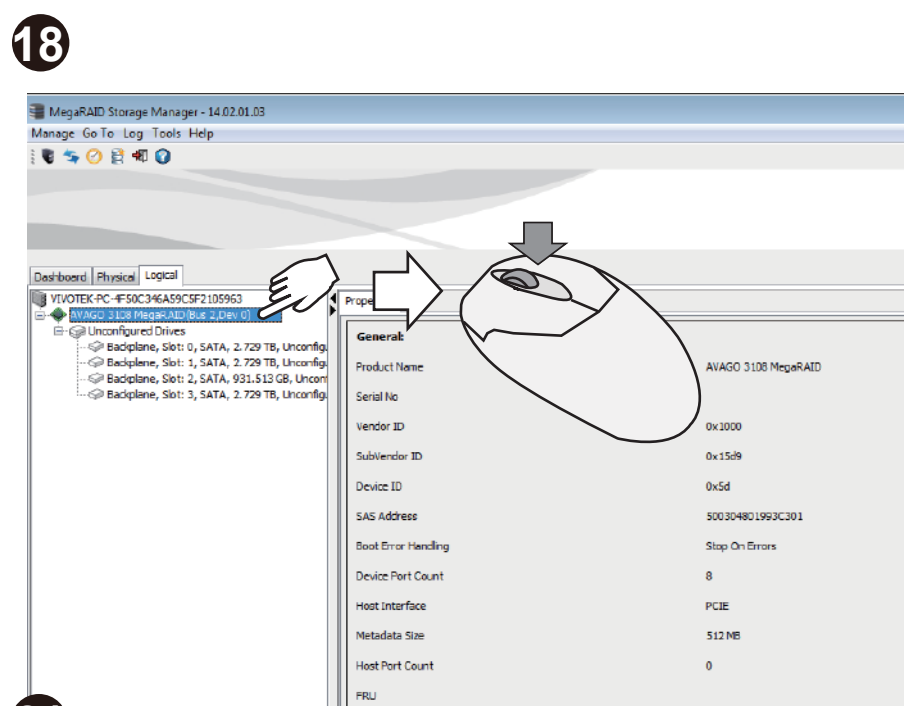 18
MegaRAID Storage Manager - 14.02.01.03
Manage Go To Log Tools Help
Dashboard Physical Logical
VIVOTEK-PC-4F50C346A59C5F2105963
AVAGO 3108 MegaRAID(Bus 2,Dev 0)
Unconfigured Drives
Backplane, Slot: 0, SATA, 2.729 TB, Unconfig
Backplane, Slot: 1, SATA, 2.729 TB, Unconfig
Backplane, Slot: 2, SATA, 931.513 GB, Uncon
Backplane, Slot: 3, SATA, 2.729 TB, Unconfig
Prope
General:
Product Name AVAGO 3108 MegaRAID
Serial No
Vendor ID 0x1000
SubVendor ID 0x15d9
Device ID 0x5d
SAS Address 500304801993C301
Boot Error Handling Stop On Errors
Device Port Count 8
Host Interface PCIE
Metadata Size 512 MB
Host Port Count 0
FRU